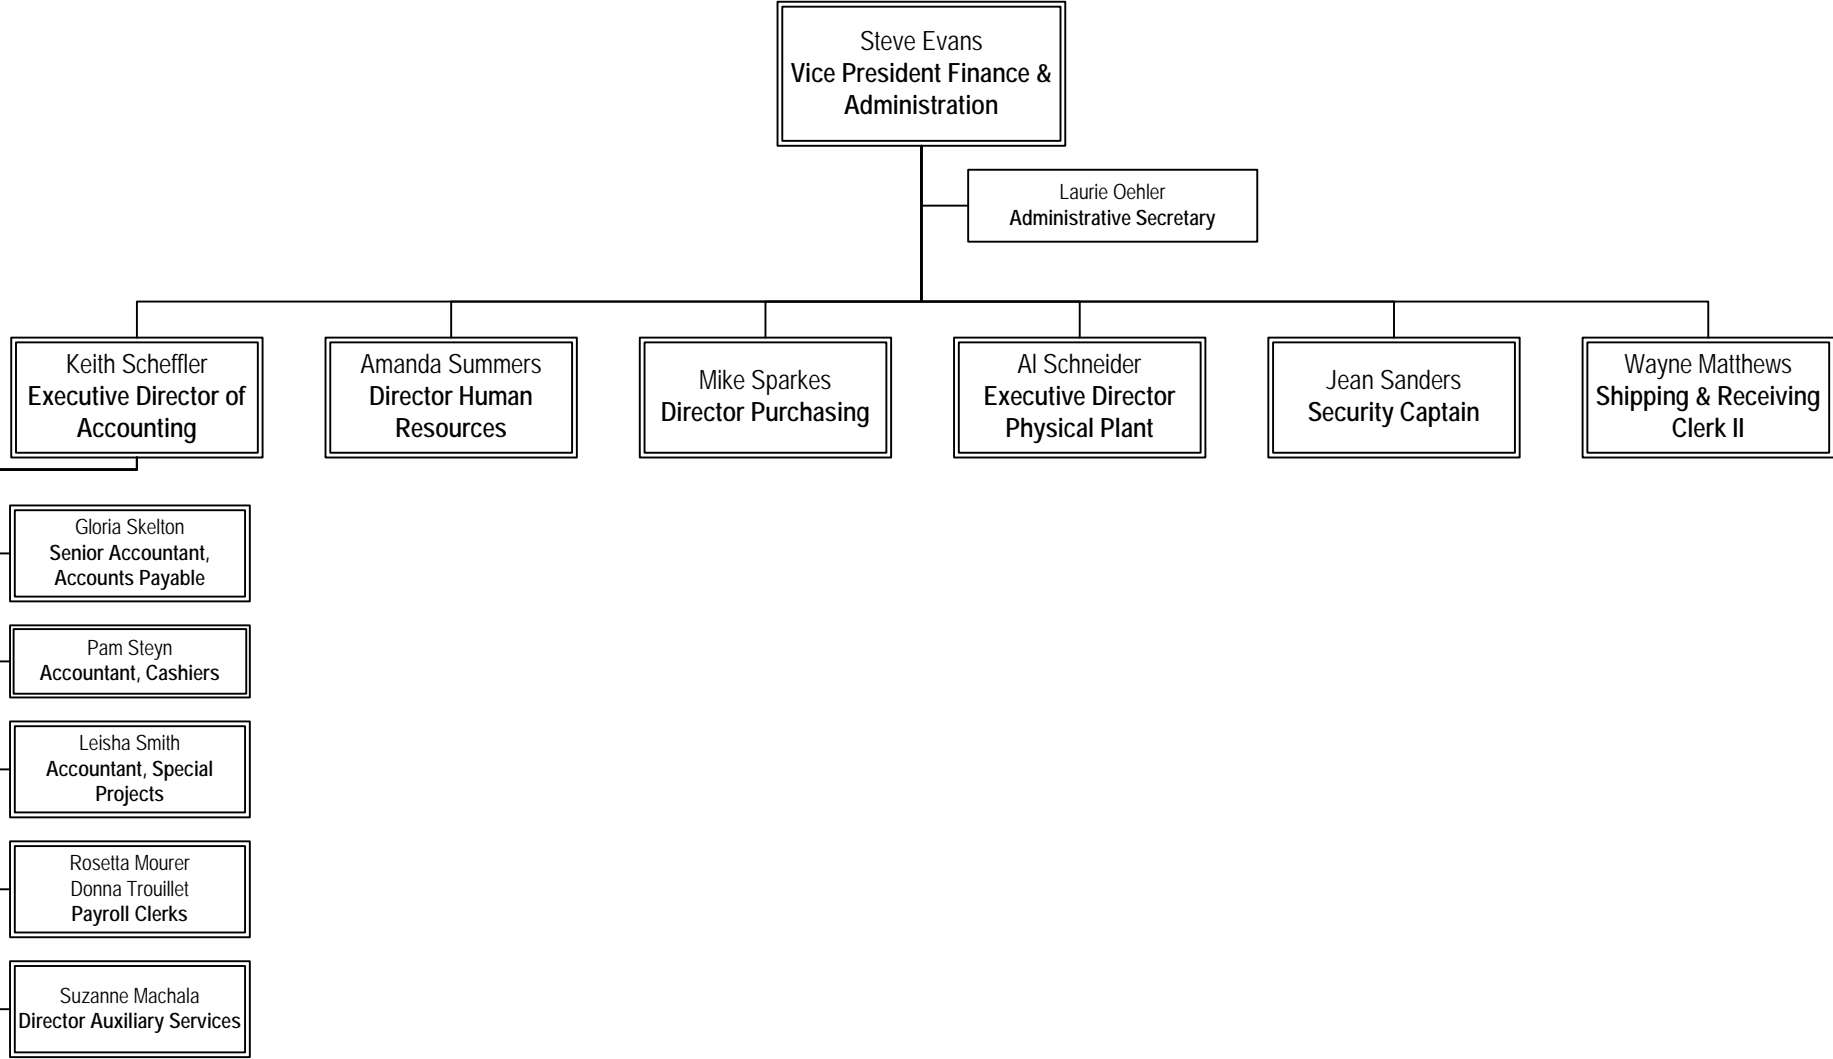 Steve Evans
Vice President Finance &
Administration
Laurie Oehler
Administrative Secretary
Keith Scheffler
Executive Director of
Accounting
Amanda Summers
Director Human
Resources
Mike Sparkes
Director Purchasing
Al Schneider
Executive Director
Physical Plant
Jean Sanders
Security Captain
Wayne Matthews
Shipping & Receiving
Clerk II
Gloria Skelton
Senior Accountant,
Accounts Payable
Pam Steyn
Accountant, Cashiers
Leisha Smith
Accountant, Special
Projects
Rosetta Mourer
Donna Trouillet
Payroll Clerks
Suzanne Machala
Director Auxiliary Services